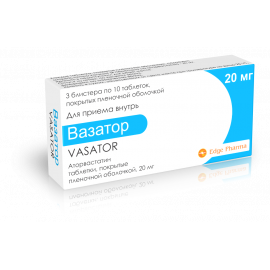 3 блистера по 10 таблеток,
покрытых пленочной оболочкой
20 мг
Для приема внутрь
Вазатор
VASATOR
Аторвастатин
таблетки, покрытые
пленочной оболочкой, 20 мг
Edge Pharma
Вазатор
VASATOR